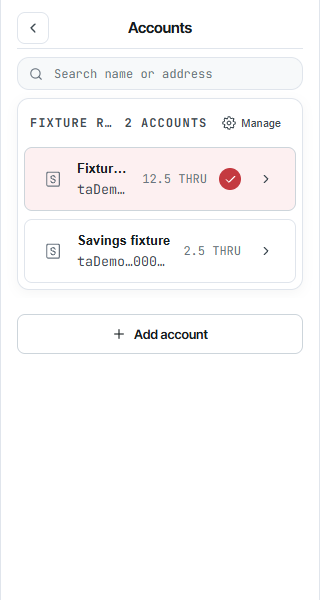 Accounts
Search name or address
FIXTURE R… 2 ACCOUNTS Manage
S Fixtur… 12.5 THRU
taDem…
S Savings fixture 2.5 THRU
taDemo…000…
+ Add account